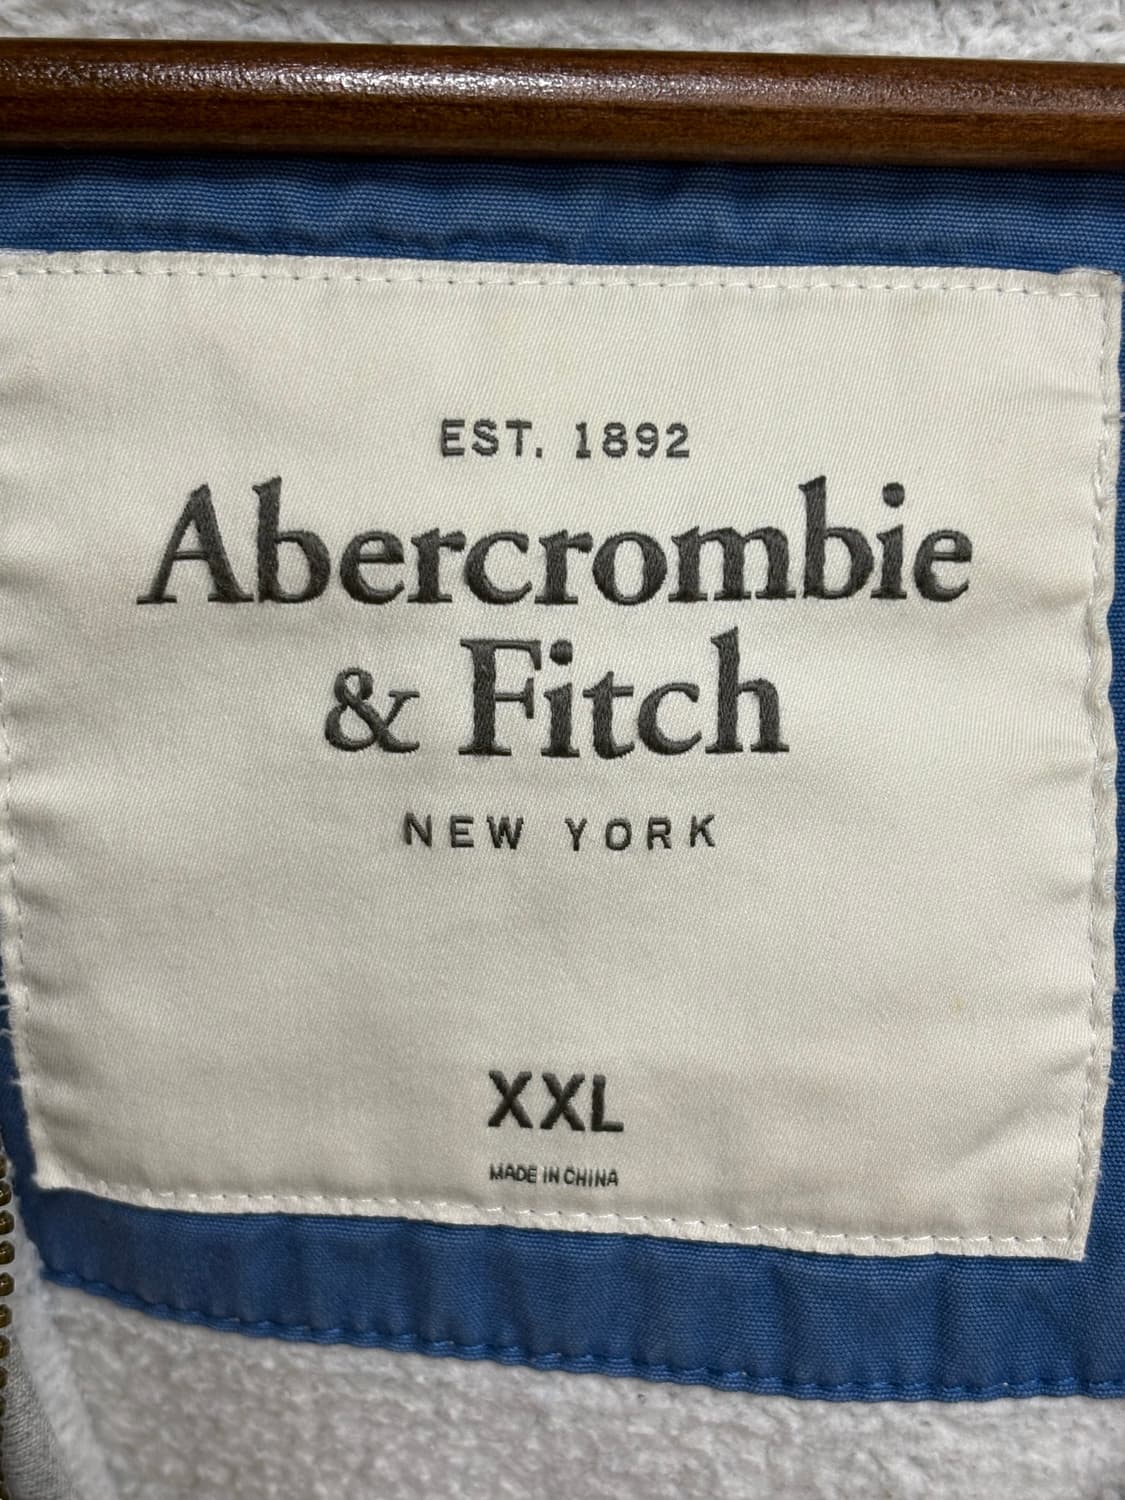 EST. 1892
Abercrombie
& Fitch
NEW YORK
XXL
MADE IN CHINA